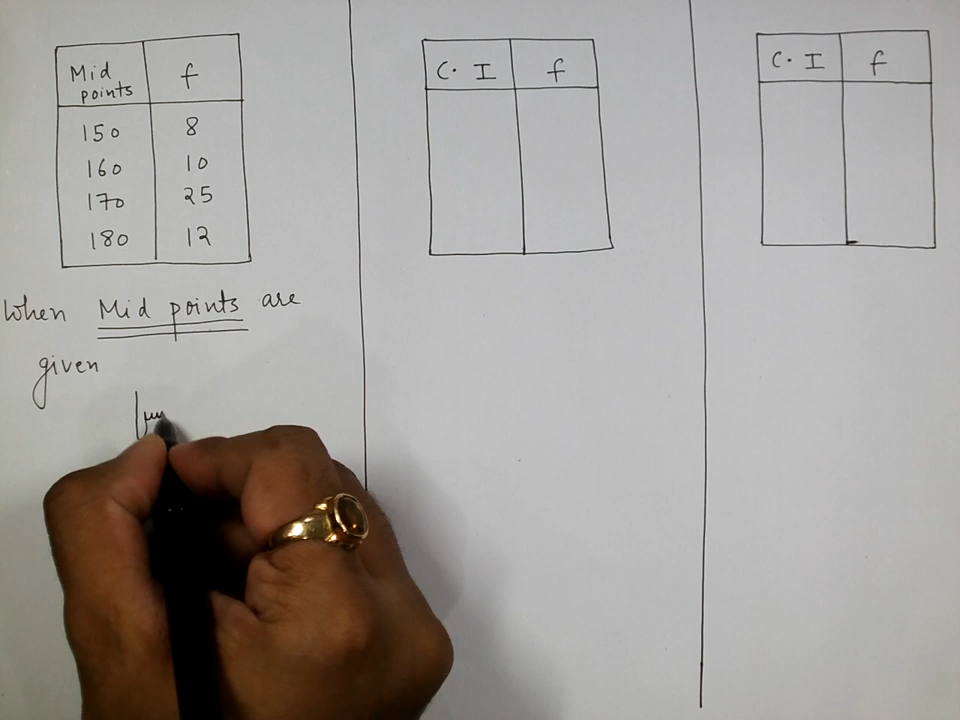 Mid points f
150 8
160 10
170 25
180 12
When Mid points are
given
C. I f
C. I f